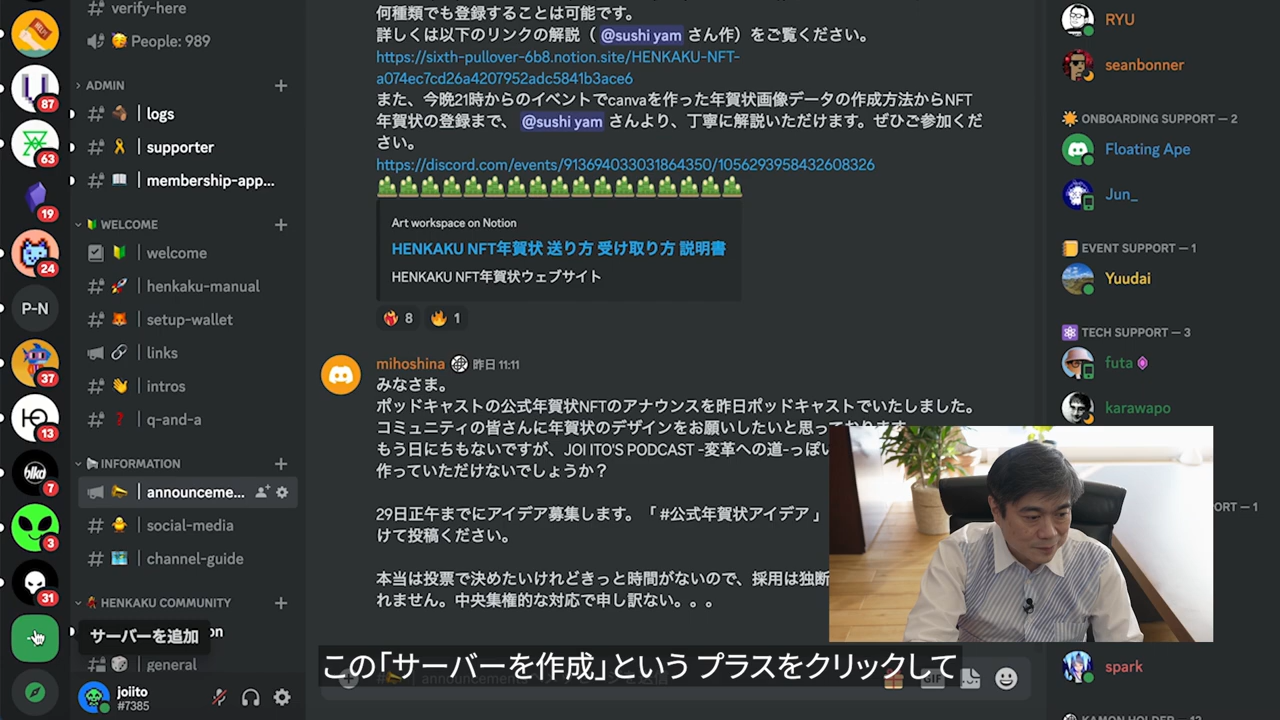 verify-here
People: 989
ADMIN
logs
supporter
membership-app...
WELCOME
welcome
henkaku-manual
setup-wallet
links
intros
q-and-a
INFORMATION
announceme...
social-media
channel-guide
HENKAKU COMMUNITY
サーバーを追加
general
joiito
#7385
87
63
19
24
P-N
37
13
blka
7
3
31
何種類でも登録することは可能です。
詳しくは以下のリンクの解説（ @sushi yam さん作）をご覧ください。
https://sixth-pullover-6b8.notion.site/HENKAKU-NFT-
a074ec7cd26a4207952adc5841b3ace6
また、今晩21時からのイベントでcanvaを作った年賀状画像データの作成方法からNFT
年賀状の登録まで、 @sushi yam さんより、丁寧に解説いただけます。ぜひご参加くだ
さい。
https://discord.com/events/913694033031864350/1056293958432608326
Art workspace on Notion
HENKAKU NFT年賀状 送り方 受け取り方 説明書
HENKAKU NFT年賀状ウェブサイト
8
1
mihoshina 昨日 11:11
みなさま。
ポッドキャストの公式年賀状NFTのアナウンスを昨日ポッドキャストでいたしました。
コミュニティの皆さんに年賀状のデザインをお願いしたいと思っております。
もう日にちもないですが、JOI ITO'S PODCAST -変革への道-っぽい
作っていただけないでしょうか？
29日正午までにアイデア募集します。「 #公式年賀状アイデア 」
けて投稿ください。
本当は投票で決めたいけれどきっと時間がないので、採用は独断
れません。中央集権的な対応で申し訳ない。。。
この「サーバーを作成」という プラスをクリックして
GIF
RYU
seanbonner
ONBOARDING SUPPORT — 2
Floating Ape
Jun_
EVENT SUPPORT — 1
Yuudai
TECH SUPPORT — 3
futa
karawapo
ORT — 1
spark
KAMON HOLDER — 12